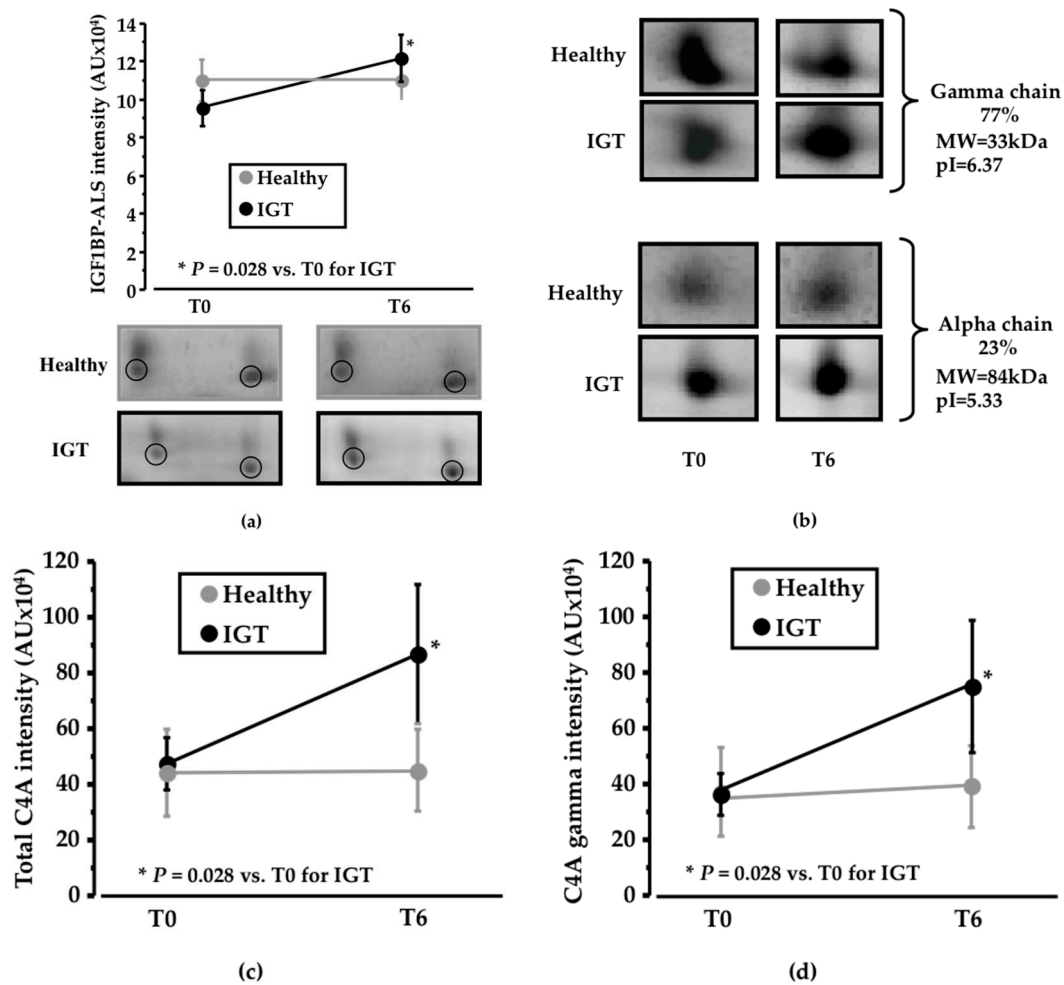 14
12
10
8
6
4
2
0
IGF1BP-ALS intensity (AUx10⁴)
*
Healthy
IGT
* P = 0.028 vs. T0 for IGT
T0 T6
Healthy
IGT
(a)
Healthy
IGT
Gamma chain
77%
MW=33kDa
pI=6.37
Healthy
IGT
Alpha chain
23%
MW=84kDa
pI=5.33
T0 T6
(b)
120
100
80
60
40
20
0
Total C4A intensity (AUx10⁴)
Healthy
IGT
*
* P = 0.028 vs. T0 for IGT
T0 T6
(c)
120
100
80
60
40
20
0
C4A gamma intensity (AUx10⁴)
Healthy
IGT
*
* P = 0.028 vs. T0 for IGT
T0 T6
(d)